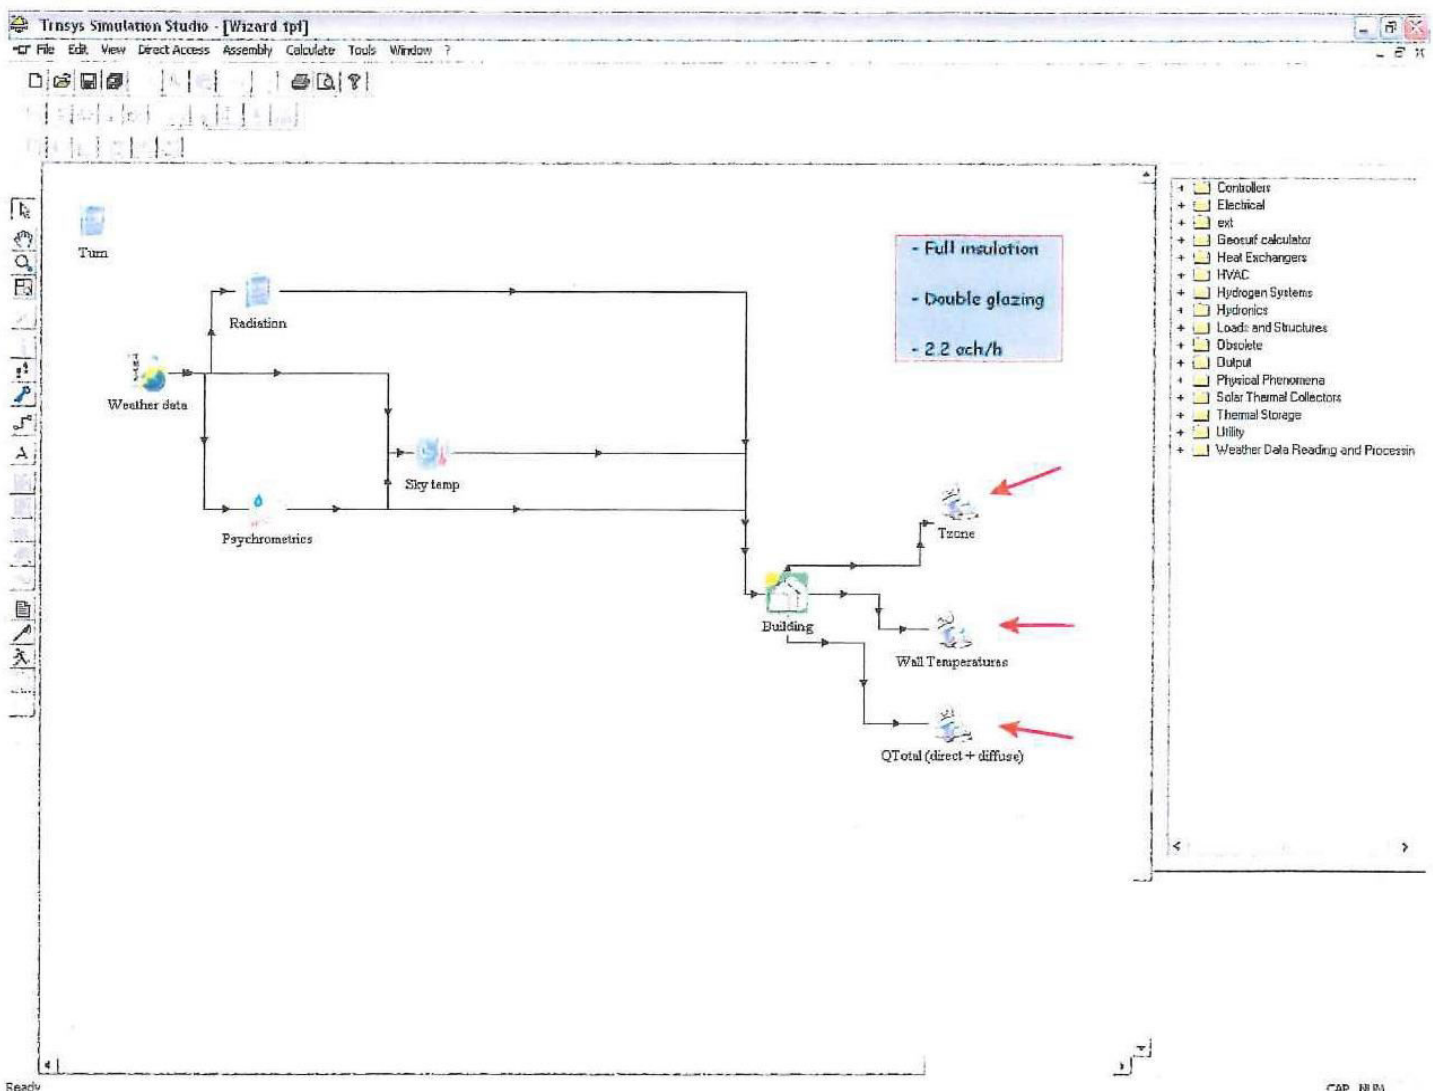 Trnsys Simulation Studio - [Wizard tpf]
File Edit View Direct Access Assembly Calculate Tools Window ?
Turn
Radiation
Weather data
Sky temp
Psychrometrics
- Full insulation
- Double glazing
- 2.2 ach/h
Tzone
Building
Wall Temperatures
QTotal (direct + diffuse)
+ Controllers
+ Electrical
+ ext
+ Geosurf calculator
+ Heat Exchangers
+ HVAC
+ Hydrogen Systems
+ Hydronics
+ Loads and Structures
+ Obsolete
+ Output
+ Physical Phenomena
+ Solar Thermal Collectors
+ Thermal Storage
+ Utility
+ Weather Data Reading and Processin
Ready
CAP NUM